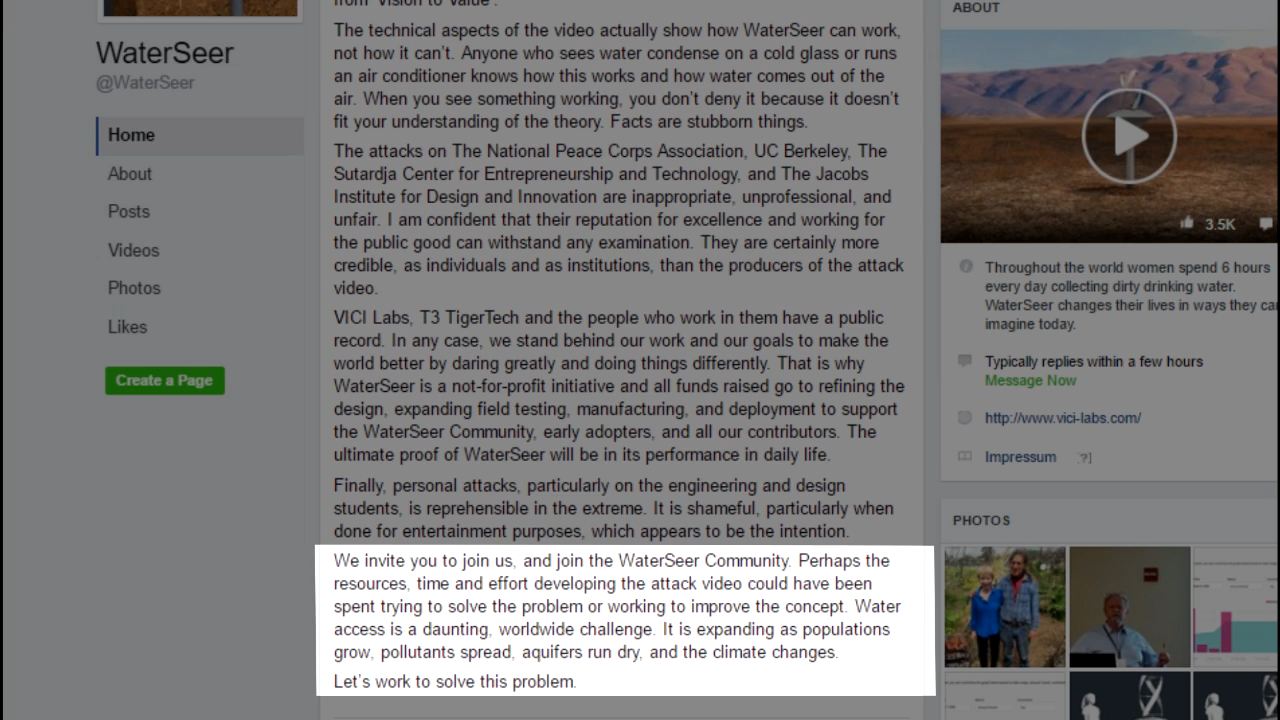 from "Vision to Value".
WaterSeer
@WaterSeer
Home
About
Posts
Videos
Photos
Likes
Create a Page
The technical aspects of the video actually show how WaterSeer can work,
not how it can't. Anyone who sees water condense on a cold glass or runs
an air conditioner knows how this works and how water comes out of the
air. When you see something working, you don't deny it because it doesn't
fit your understanding of the theory. Facts are stubborn things.
The attacks on The National Peace Corps Association, UC Berkeley, The
Sutardja Center for Entrepreneurship and Technology, and The Jacobs
Institute for Design and Innovation are inappropriate, unprofessional, and
unfair. I am confident that their reputation for excellence and working for
the public good can withstand any examination. They are certainly more
credible, as individuals and as institutions, than the producers of the attack
video.
VICI Labs, T3 TigerTech and the people who work in them have a public
record. In any case, we stand behind our work and our goals to make the
world better by daring greatly and doing things differently. That is why
WaterSeer is a not-for-profit initiative and all funds raised go to refining the
design, expanding field testing, manufacturing, and deployment to support
the WaterSeer Community, early adopters, and all our contributors. The
ultimate proof of WaterSeer will be in its performance in daily life.
Finally, personal attacks, particularly on the engineering and design
students, is reprehensible in the extreme. It is shameful, particularly when
done for entertainment purposes, which appears to be the intention.
We invite you to join us, and join the WaterSeer Community. Perhaps the
resources, time and effort developing the attack video could have been
spent trying to solve the problem or working to improve the concept. Water
access is a daunting, worldwide challenge. It is expanding as populations
grow, pollutants spread, aquifers run dry, and the climate changes.
Let's work to solve this problem.
ABOUT
3.5K
Throughout the world women spend 6 hours
every day collecting dirty drinking water.
WaterSeer changes their lives in ways they
imagine today.
Typically replies within a few hours
Message Now
http://www.vici-labs.com/
Impressum [?]
PHOTOS